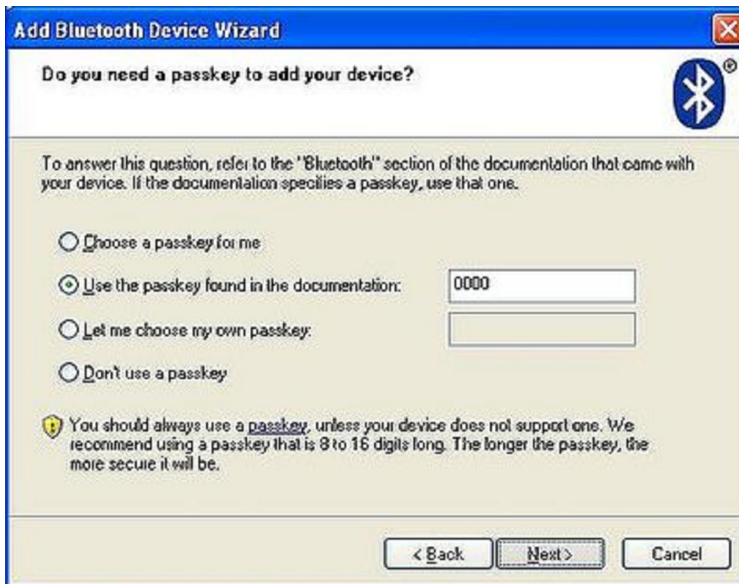 Add Bluetooth Device Wizard
Do you need a passkey to add your device?
®
To answer this question, refer to the "Bluetooth" section of the documentation that came with
your device. If the documentation specifies a passkey, use that one.
Choose a passkey for me
Use the passkey found in the documentation: 0000
Let me choose my own passkey:
Don't use a passkey
You should always use a passkey, unless your device does not support one. We
recommend using a passkey that is 8 to 16 digits long. The longer the passkey, the
more secure it will be.
< Back Next > Cancel